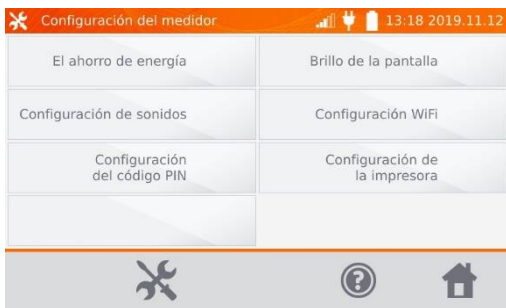 Configuración del medidor
13:18 2019.11.12
El ahorro de energía
Brillo de la pantalla
Configuración de sonidos
Configuración WiFi
Configuración
del código PIN
Configuración de
la impresora